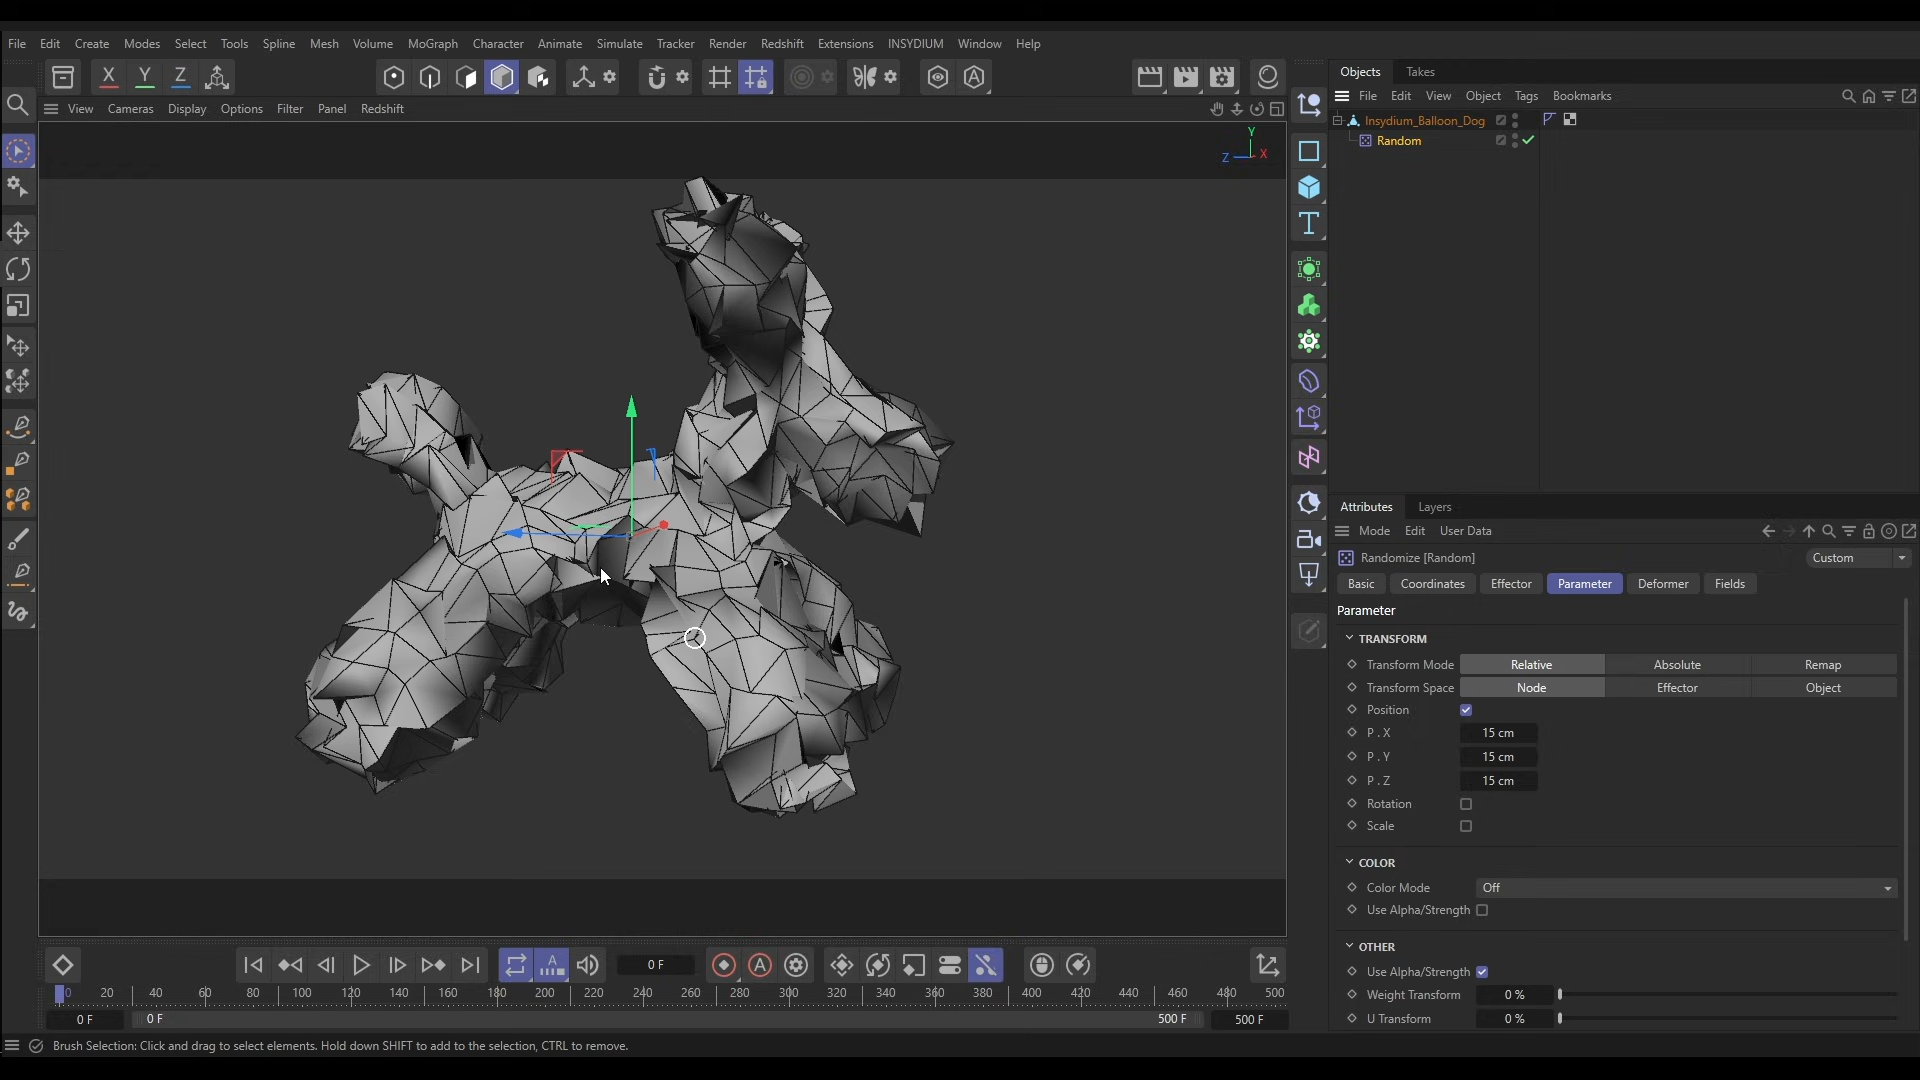 File Edit Create Modes Select Tools Spline Mesh Volume MoGraph Character Animate Simulate Tracker Render Redshift Extensions INSYDIUM Window Help
X Y Z
View Cameras Display Options Filter Panel Redshift
Y
Z X
Objects Takes
File Edit View Object Tags Bookmarks
Insydium_Balloon_Dog
Random
Attributes Layers
Mode Edit User Data
Randomize [Random] Custom
Basic Coordinates Effector Parameter Deformer Fields
Parameter
TRANSFORM
Transform Mode Relative Absolute Remap
Transform Space Node Effector Object
Position
P . X 15 cm
P . Y 15 cm
P . Z 15 cm
Rotation
Scale
COLOR
Color Mode Off
Use Alpha/Strength
OTHER
Use Alpha/Strength
Weight Transform 0 %
U Transform 0 %
0 F
0 20 40 60 80 100 120 140 160 180 200 220 240 260 280 300 320 340 360 380 400 420 440 460 480 500
0 F 0 F 500 F 500 F
Brush Selection: Click and drag to select elements. Hold down SHIFT to add to the selection, CTRL to remove.